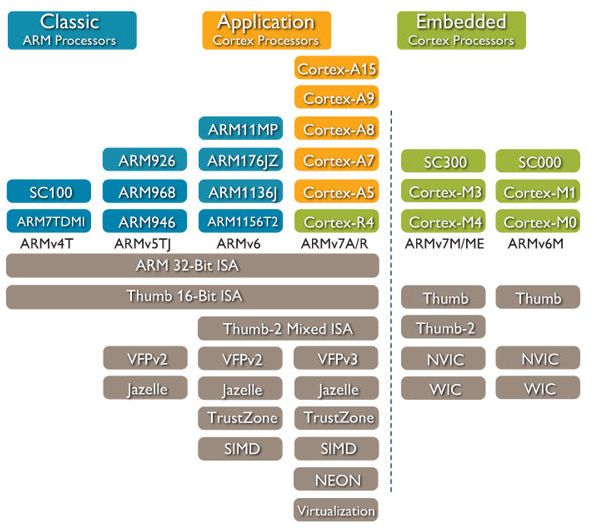 Classic
ARM Processors
Application
Cortex Processors
Embedded
Cortex Processors
Cortex-A15
Cortex-A9
ARM11MP Cortex-A8
ARM926 ARM176JZ Cortex-A7 SC300 SC000
SC100 ARM968 ARM1136J Cortex-A5 Cortex-M3 Cortex-M1
ARM7TDMI ARM946 ARM1156T2 Cortex-R4 Cortex-M4 Cortex-M0
ARMv4T ARMv5TJ ARMv6 ARMv7A/R ARMv7M/ME ARMv6M
ARM 32-Bit ISA
Thumb 16-Bit ISA Thumb Thumb
Thumb-2 Mixed ISA Thumb-2
VFPv2 VFPv2 VFPv3 NVIC NVIC
Jazelle Jazelle Jazelle WIC WIC
TrustZone TrustZone
SIMD SIMD
NEON
Virtualization